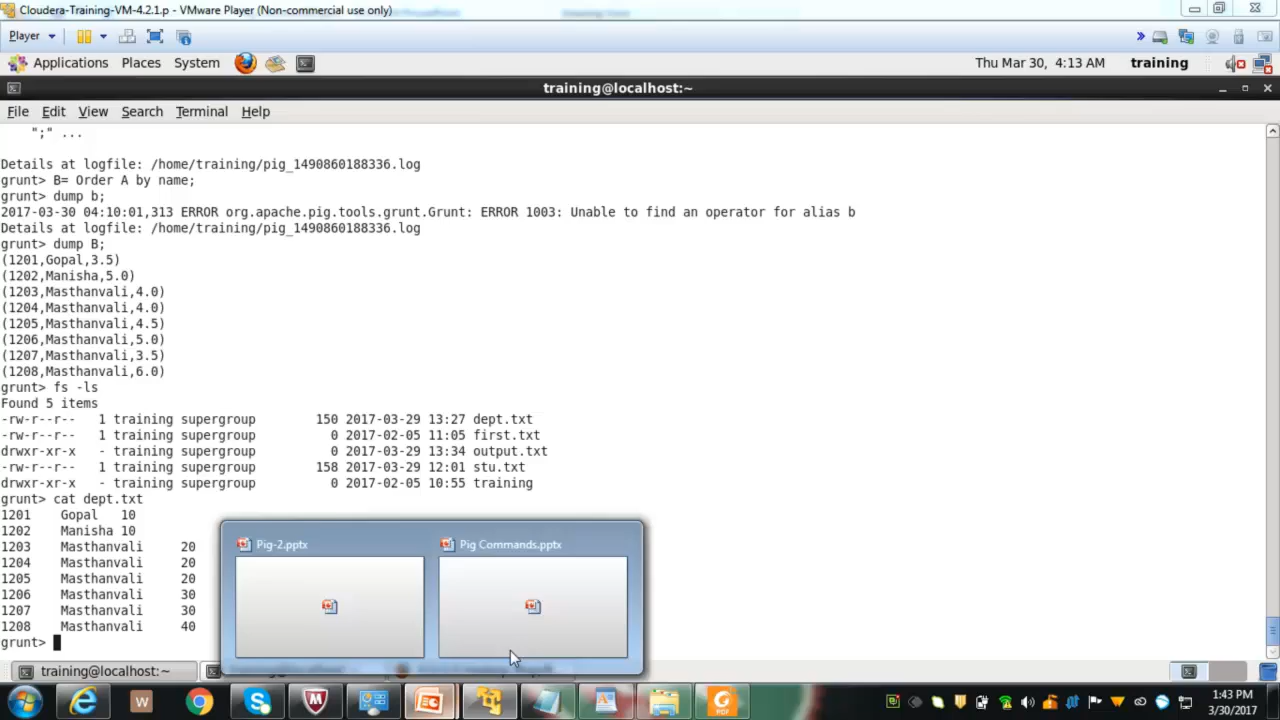 Cloudera-Training-VM-4.2.1.p - VMware Player (Non-commercial use only)
Player
Applications Places System Thu Mar 30, 4:13 AM training
training@localhost:~
File Edit View Search Terminal Help
";" ...
Details at logfile: /home/training/pig_1490860188336.log
grunt> B= Order A by name;
grunt> dump b;
2017-03-30 04:10:01,313 ERROR org.apache.pig.tools.grunt.Grunt: ERROR 1003: Unable to find an operator for alias b
Details at logfile: /home/training/pig_1490860188336.log
grunt> dump B;
(1201,Gopal,3.5)
(1202,Manisha,5.0)
(1203,Masthanvali,4.0)
(1204,Masthanvali,4.0)
(1205,Masthanvali,4.5)
(1206,Masthanvali,5.0)
(1207,Masthanvali,3.5)
(1208,Masthanvali,6.0)
grunt> fs -ls
Found 5 items
-rw-r--r-- 1 training supergroup 150 2017-03-29 13:27 dept.txt
-rw-r--r-- 1 training supergroup 0 2017-02-05 11:05 first.txt
drwxr-xr-x - training supergroup 0 2017-03-29 13:34 output.txt
-rw-r--r-- 1 training supergroup 158 2017-03-29 12:01 stu.txt
drwxr-xr-x - training supergroup 0 2017-02-05 10:55 training
grunt> cat dept.txt
1201 Gopal 10
1202 Manisha 10
1203 Masthanvali 20
1204 Masthanvali 20
1205 Masthanvali 20
1206 Masthanvali 30
1207 Masthanvali 30
1208 Masthanvali 40
grunt>
Pig-2.pptx Pig Commands.pptx
training@localhost:~
W
PDF
1:43 PM
3/30/2017